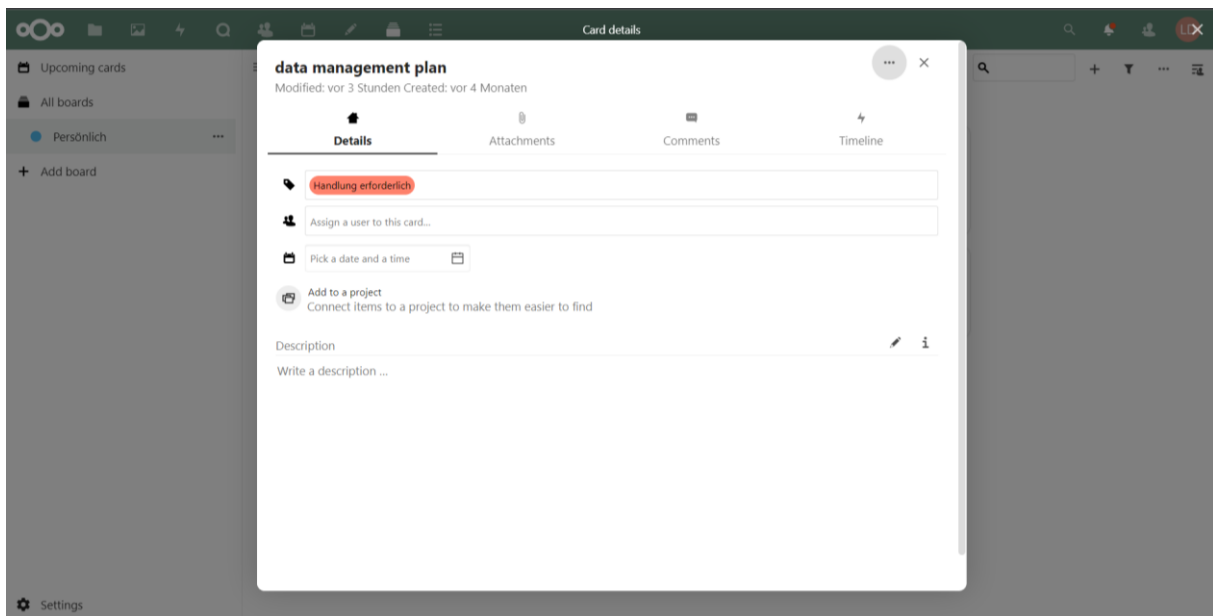 Card details
LD
Upcoming cards
All boards
Persönlich
Add board
Settings
data management plan
Modified: vor 3 Stunden Created: vor 4 Monaten
Details
Attachments
Comments
Timeline
Handlung erforderlich
Assign a user to this card...
Pick a date and a time
Add to a project
Connect items to a project to make them easier to find
Description
Write a description ...